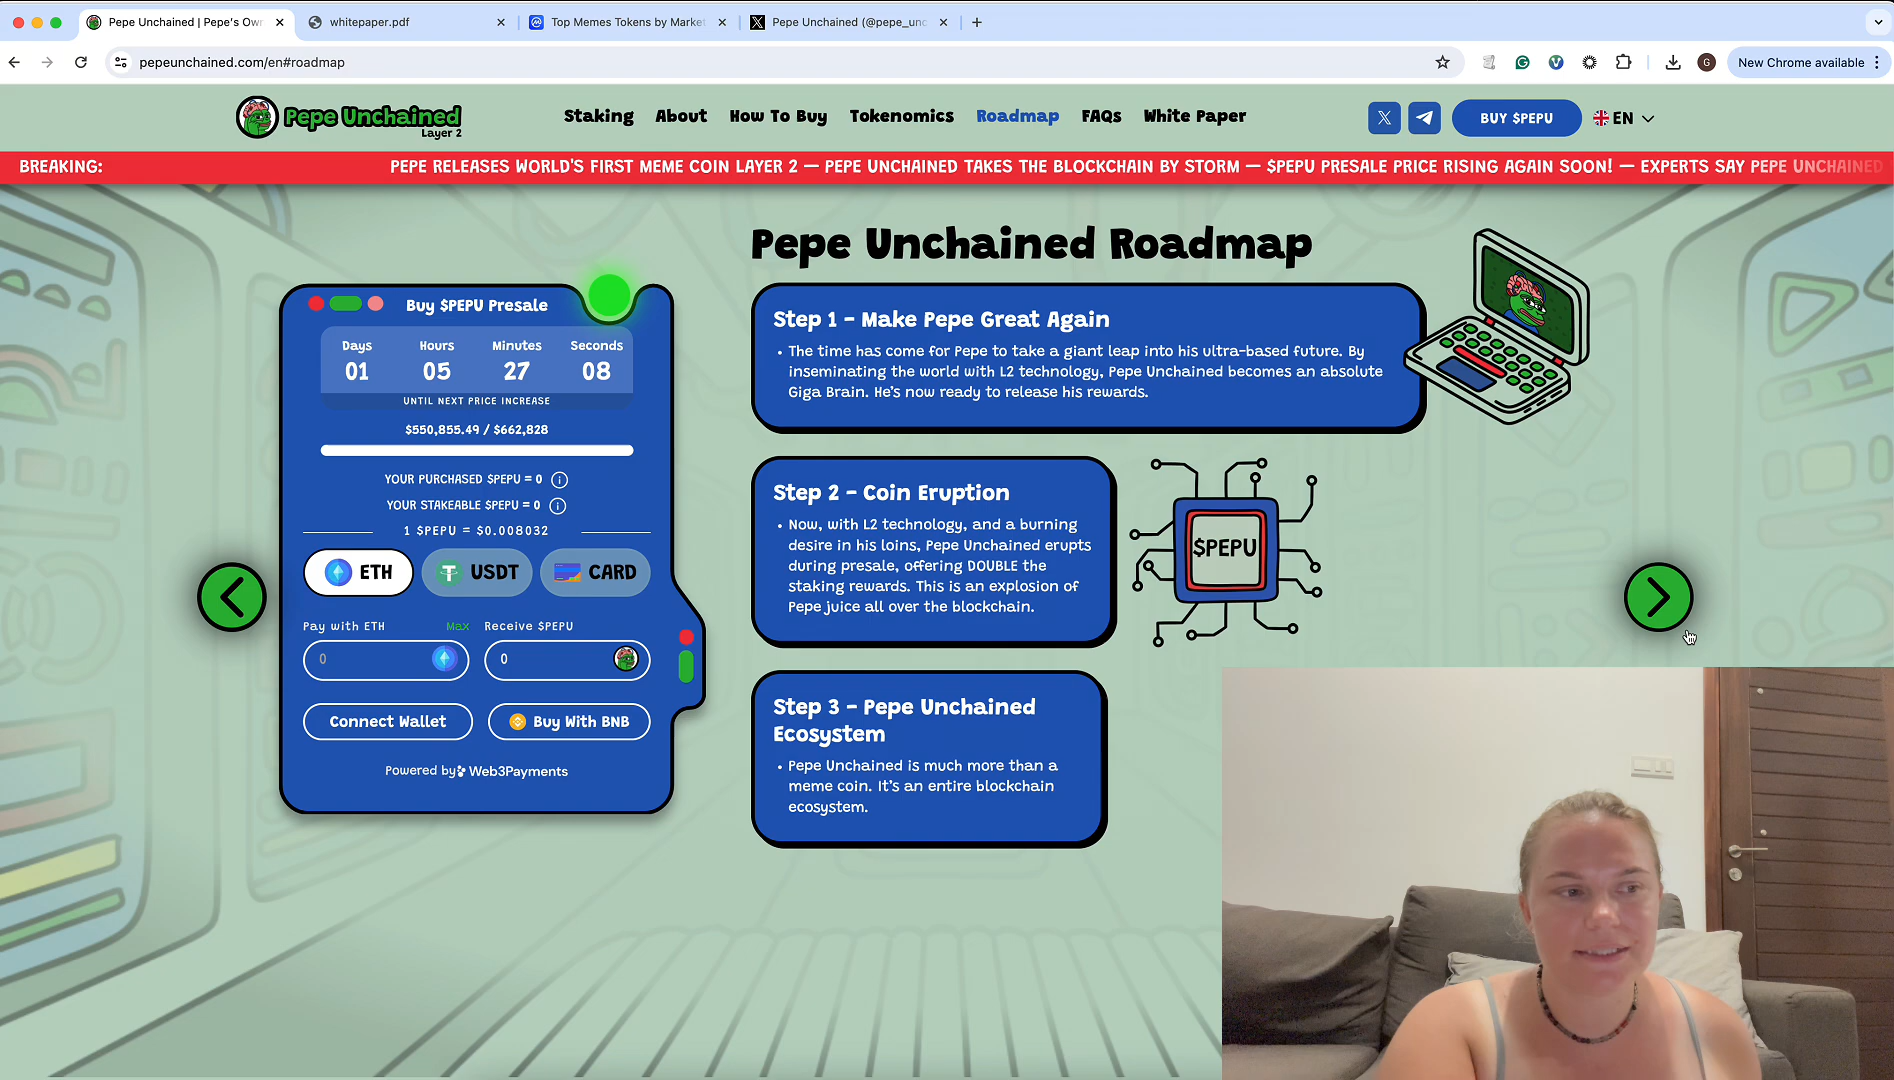 Pepe Unchained | Pepe's Own
whitepaper.pdf
Top Memes Tokens by Market
Pepe Unchained (@pepe_unc
pepeunchained.com/en#roadmap
G
New Chrome available
Pepe Unchained
Layer 2
Staking
About
How To Buy
Tokenomics
Roadmap
FAQs
White Paper
BUY $PEPU
EN
BREAKING:
PEPE RELEASES WORLD'S FIRST MEME COIN LAYER 2 — PEPE UNCHAINED TAKES THE BLOCKCHAIN BY STORM — $PEPU PRESALE PRICE RISING AGAIN SOON! — EXPERTS SAY PEPE UNCHAINED
Pepe Unchained Roadmap
Buy $PEPU Presale
Days Hours Minutes Seconds
01 05 27 08
UNTIL NEXT PRICE INCREASE
$550,855.49 / $662,828
YOUR PURCHASED $PEPU = 0
YOUR STAKEABLE $PEPU = 0
1 $PEPU = $0.008032
ETH
USDT
CARD
Pay with ETH Max Receive $PEPU
0
0
Connect Wallet
Buy With BNB
Powered by Web3Payments
Step 1 - Make Pepe Great Again
• The time has come for Pepe to take a giant leap into his ultra-based future. By
inseminating the world with L2 technology, Pepe Unchained becomes an absolute
Giga Brain. He's now ready to release his rewards.
Step 2 - Coin Eruption
• Now, with L2 technology, and a burning
desire in his loins, Pepe Unchained erupts
during presale, offering DOUBLE the
staking rewards. This is an explosion of
Pepe juice all over the blockchain.
$PEPU
Step 3 - Pepe Unchained
Ecosystem
• Pepe Unchained is much more than a
meme coin. It's an entire blockchain
ecosystem.